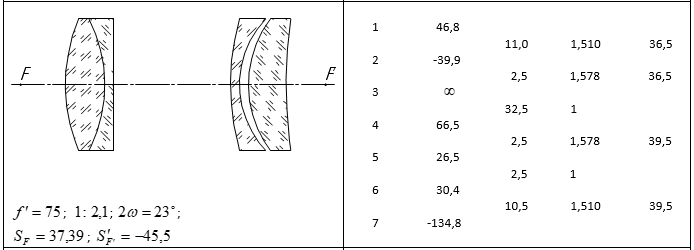 F
F'
f' = 75; 1: 2,1; 2ω = 23°;
S_F = 37,39; S'_F' = −45,5
1 46,8
11,0 1,510 36,5
2 -39,9
2,5 1,578 36,5
3 ∞
32,5 1
4 66,5
2,5 1,578 39,5
5 26,5
2,5 1
6 30,4
10,5 1,510 39,5
7 -134,8